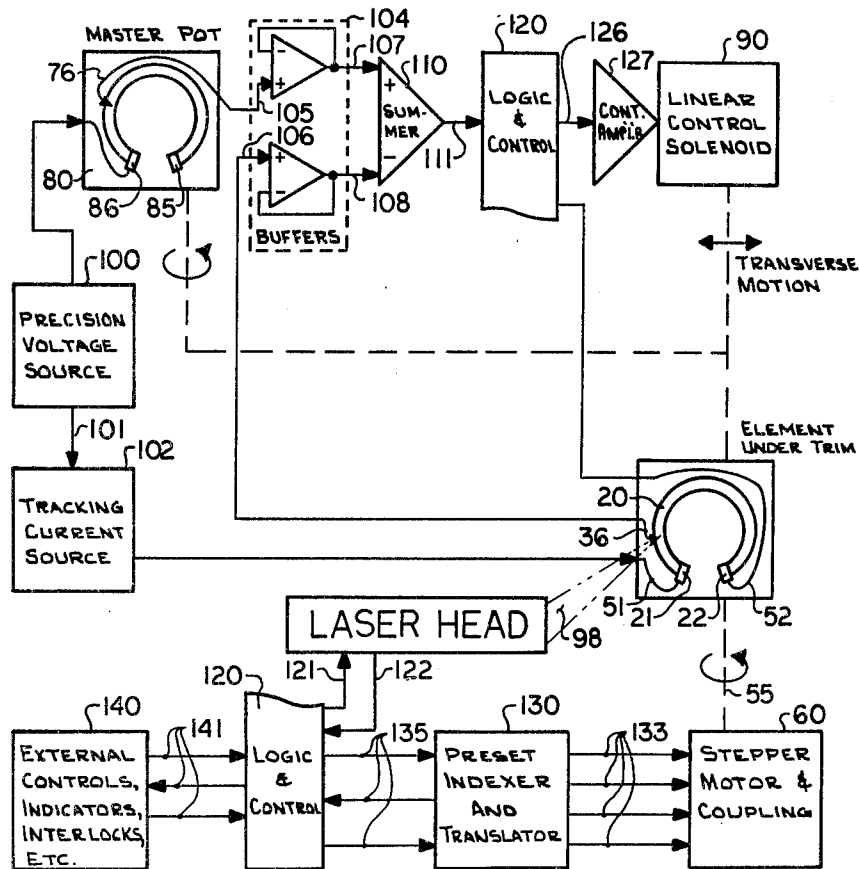 MASTER POT
76
80
86
85
104
107
105
106
108
BUFFERS
110
+
SUM-
MER
-
111
120
LOGIC
&
CONTROL
126
127
CONT.
90
LINEAR
CONTROL
SOLENOID
TRANSVERSE
MOTION
100
PRECISION
VOLTAGE
SOURCE
101
102
TRACKING
CURRENT
SOURCE
ELEMENT
UNDER TRIM
20
36
51
21
22
52
LASER HEAD
98
121
122
55
140
EXTERNAL
CONTROLS,
INDICATORS,
INTERLOCKS,
ETC.
141
120
LOGIC
&
CONTROL
135
130
PRESET
INDEXER
AND
TRANSLATOR
133
60
STEPPER
MOTOR &
COUPLING